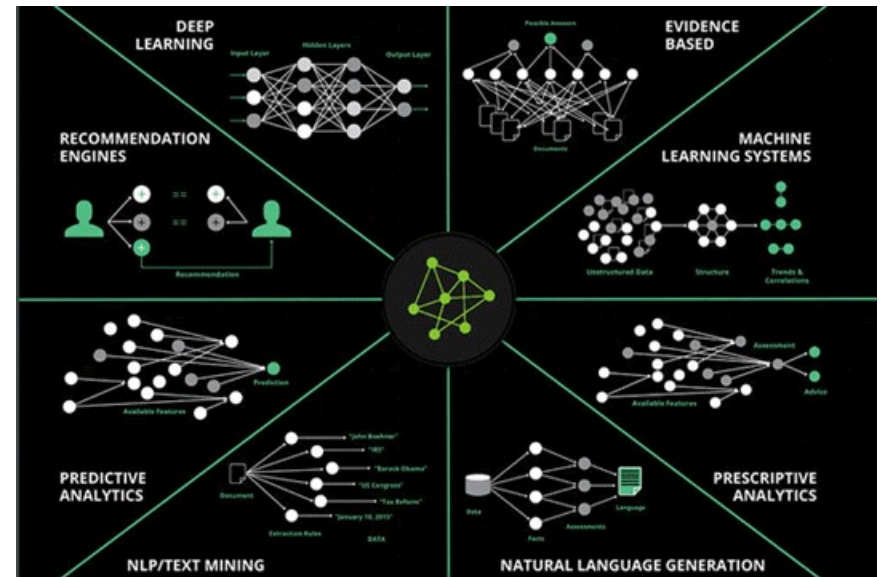 DEEP
LEARNING
Input Layer
Hidden Layers
Output Layer
Possible Answers
Documents
EVIDENCE
BASED
RECOMMENDATION
ENGINES
==
==
Recommendation
MACHINE
LEARNING SYSTEMS
Unstructured Data
Structure
Trends &
Correlations
Available Features
Prediction
PREDICTIVE
ANALYTICS
Assessment
Available Features
Advice
PRESCRIPTIVE
ANALYTICS
Document
"John Boehner"
"IRS"
"Barack Obama"
"US Congress"
"Tax Reform"
"January 10, 2015"
Extraction Rules
DATA
NLP/TEXT MINING
Data
Facts
Assessments
Language
NATURAL LANGUAGE GENERATION